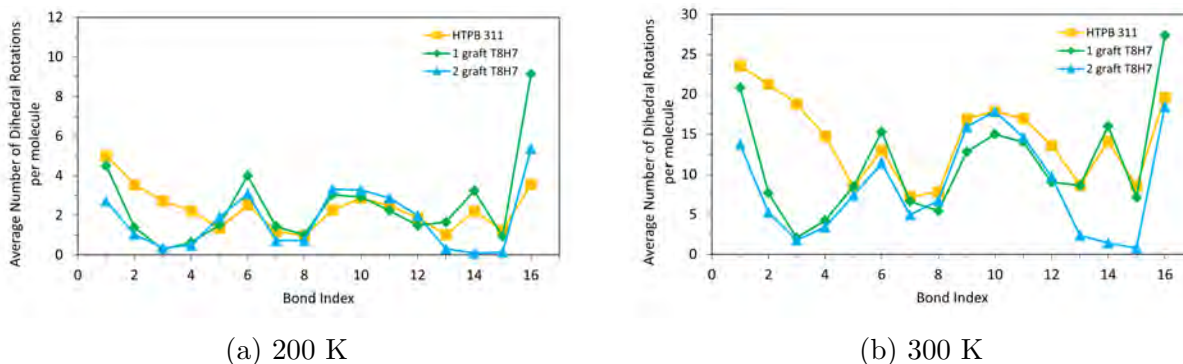 12
10
8
6
4
2
0
Average Number of Dihedral Rotations
per molecule
HTPB 311
1 graft T8H7
2 graft T8H7
0 2 4 6 8 10 12 14 16
Bond Index
(a) 200 K
30
25
20
15
10
5
0
Average Number of Dihedral Rotations
per molecule
HTPB 311
1 graft T8H7
2 graft T8H7
0 2 4 6 8 10 12 14 16
Bond Index
(b) 300 K